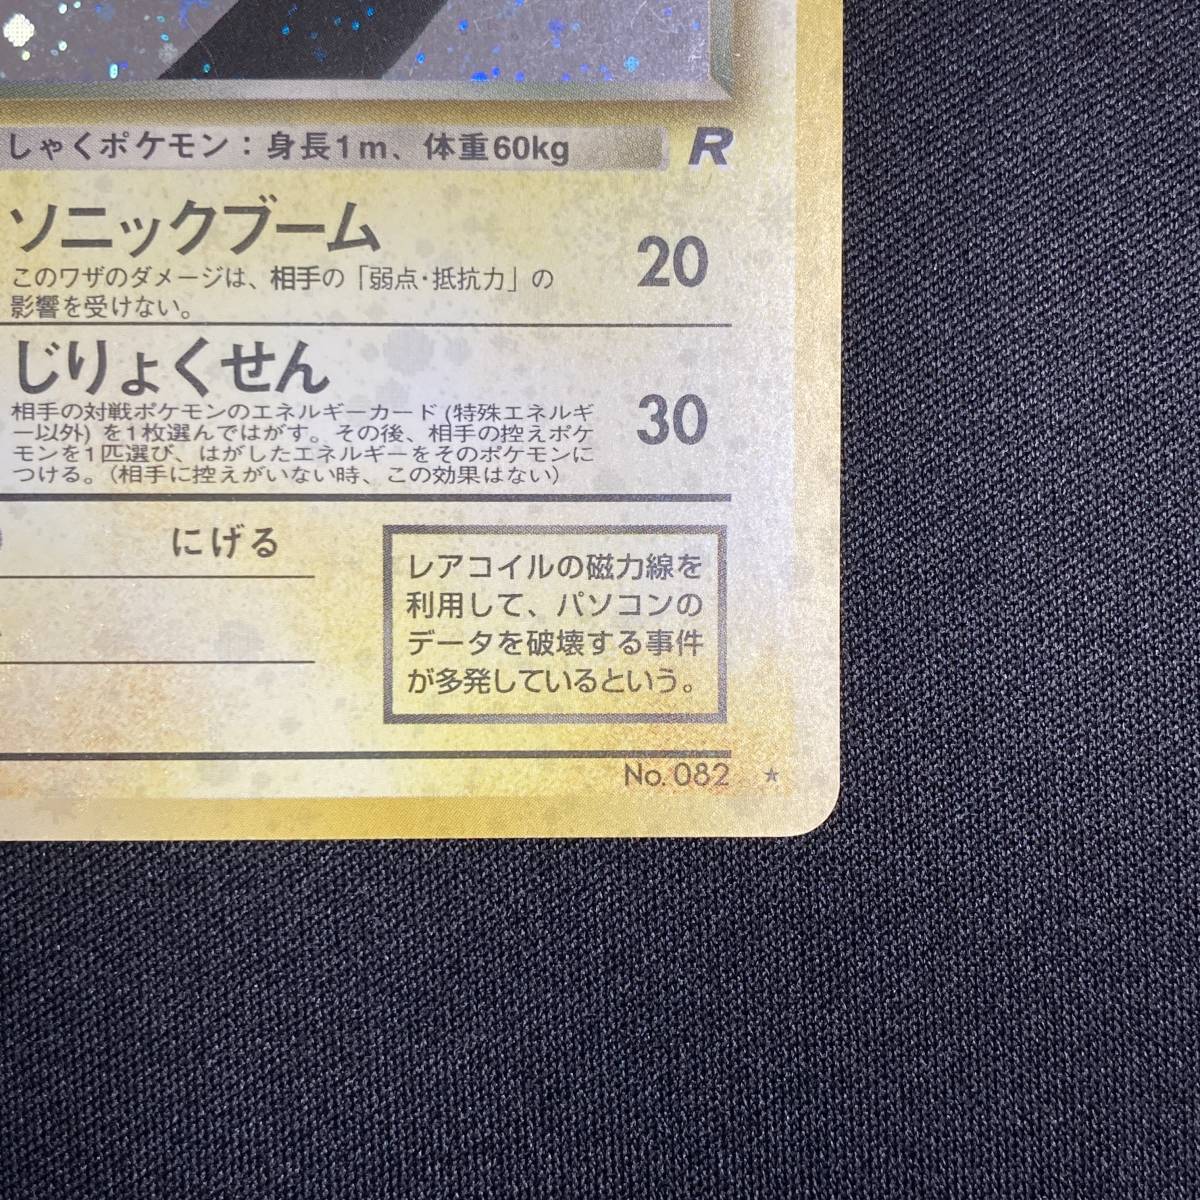 しゃくポケモン：身長1m、体重60kg R
ソニックブーム 20
このワザのダメージは、相手の「弱点・抵抗力」の
影響を受けない。
じりょくせん 30
相手の対戦ポケモンのエネルギーカード(特殊エネルギ
ー以外)を1枚選んではがす。その後、相手の控えポケ
モンを1匹選び、はがしたエネルギーをそのポケモンに
つける。(相手に控えがいない時、この効果はない)
にげる
レアコイルの磁力線を
利用して、パソコンの
データを破壊する事件
が多発しているという。
No. 082 ★